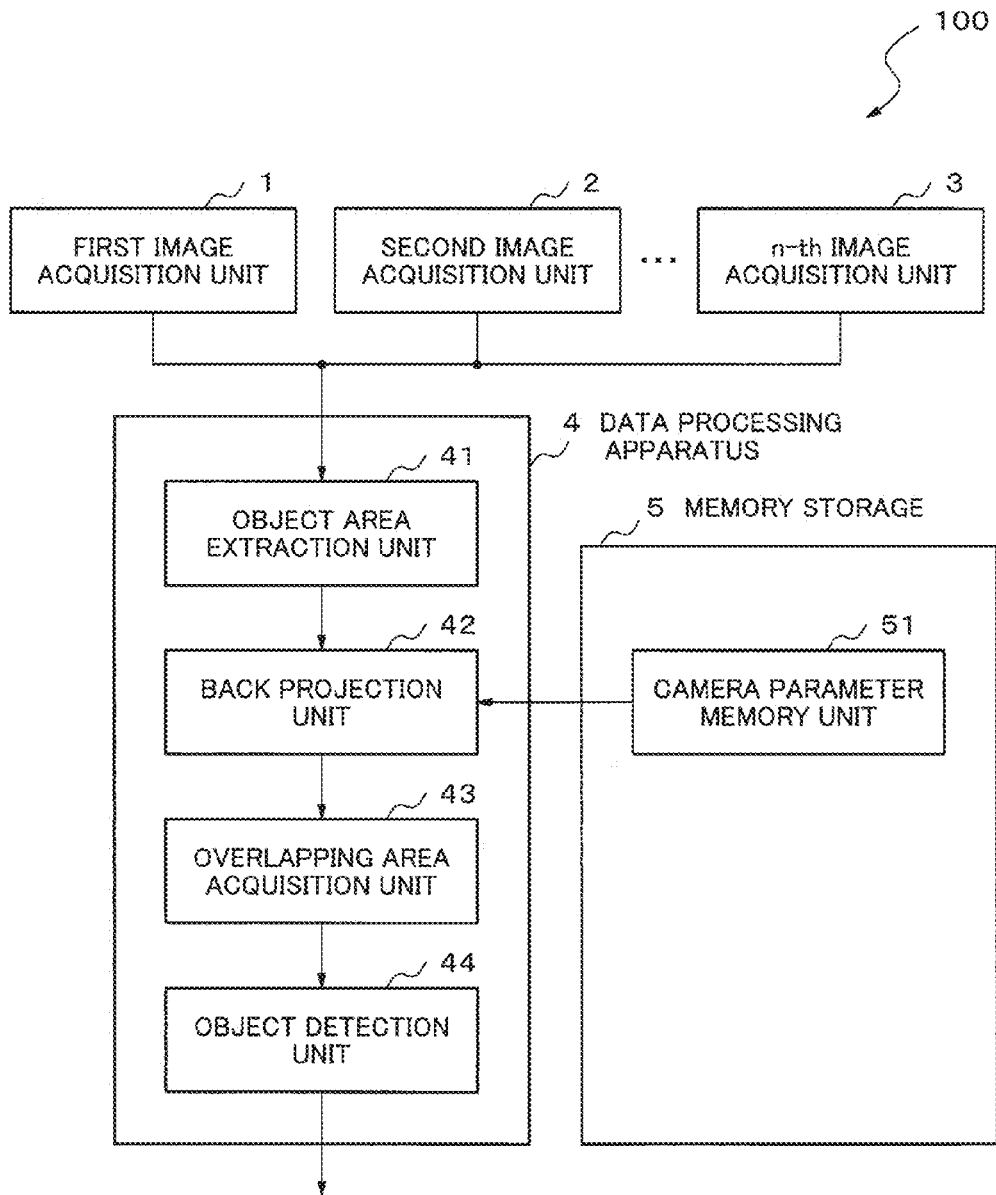 100
1
2
3
FIRST IMAGE
ACQUISITION UNIT
SECOND IMAGE
ACQUISITION UNIT
...
n-th IMAGE
ACQUISITION UNIT
4 DATA PROCESSING
APPARATUS
41
OBJECT AREA
EXTRACTION UNIT
5 MEMORY STORAGE
42
BACK PROJECTION
UNIT
51
CAMERA PARAMETER
MEMORY UNIT
43
OVERLAPPING AREA
ACQUISITION UNIT
44
OBJECT DETECTION
UNIT